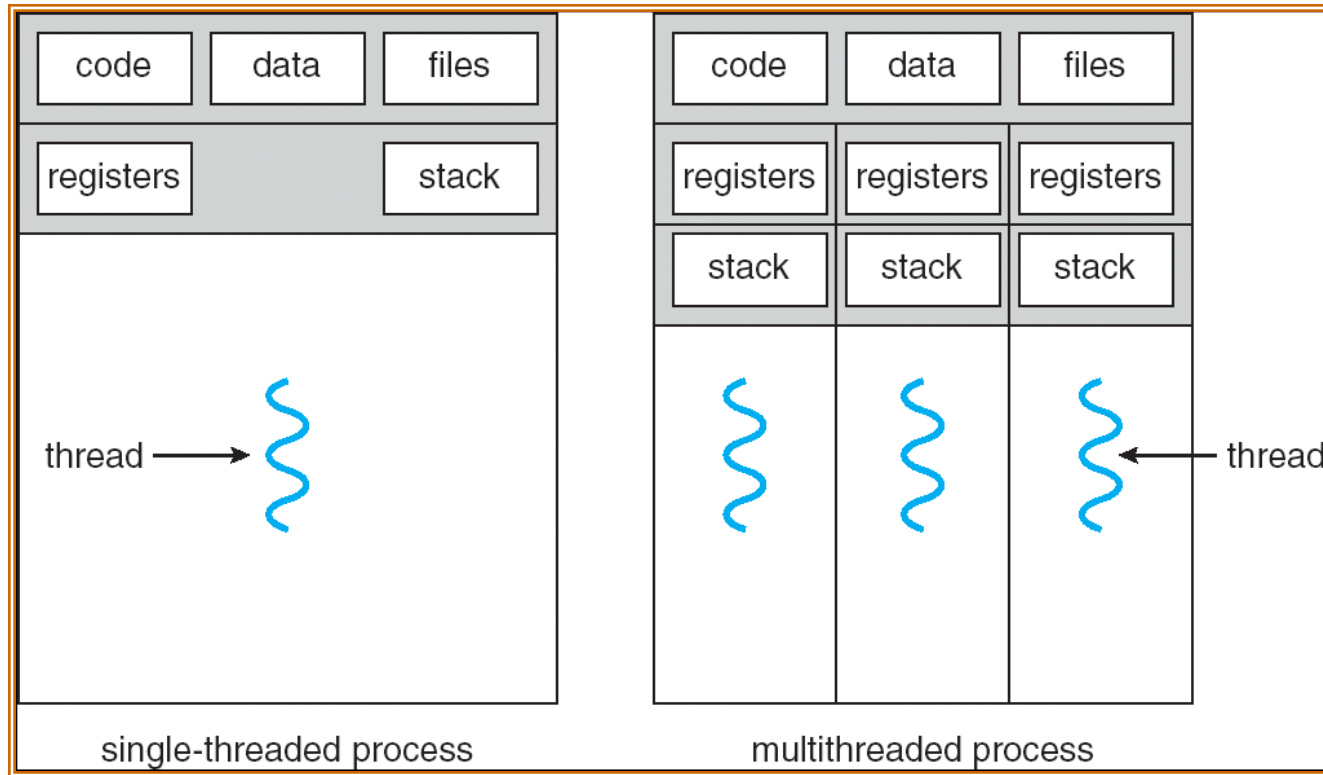 code data files
registers stack
thread
single-threaded process
code data files
registers registers registers
stack stack stack
thread
multithreaded process